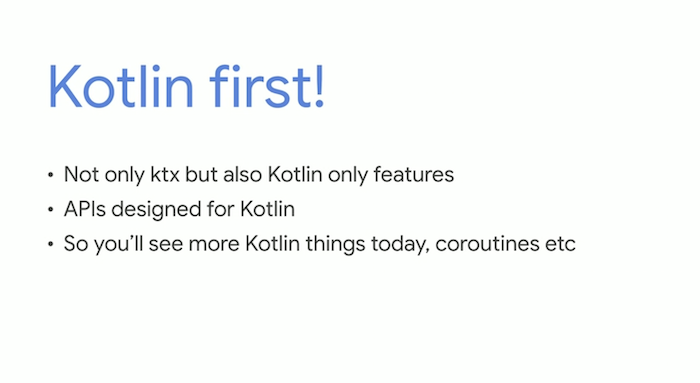 Kotlin first!
• Not only ktx but also Kotlin only features
• APIs designed for Kotlin
• So you’ll see more Kotlin things today, coroutines etc